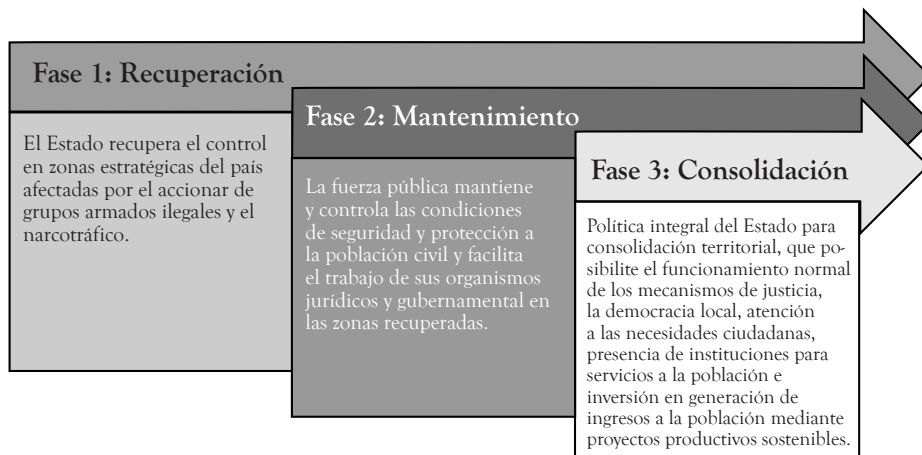 Fase 1: Recuperación
El Estado recupera el control
en zonas estratégicas del país
afectadas por el accionar de
grupos armados ilegales y el
narcotráfico.
Fase 2: Mantenimiento
La fuerza pública mantiene
y controla las condiciones
de seguridad y protección a
la población civil y facilita
el trabajo de sus organismos
jurídicos y gubernamental en
las zonas recuperadas.
Fase 3: Consolidación
Política integral del Estado para
consolidación territorial, que po-
sibilite el funcionamiento normal
de los mecanismos de justicia,
la democracia local, atención
a las necesidades ciudadanas,
presencia de instituciones para
servicios a la población e
inversión en generación de
ingresos a la población mediante
proyectos productivos sostenibles.